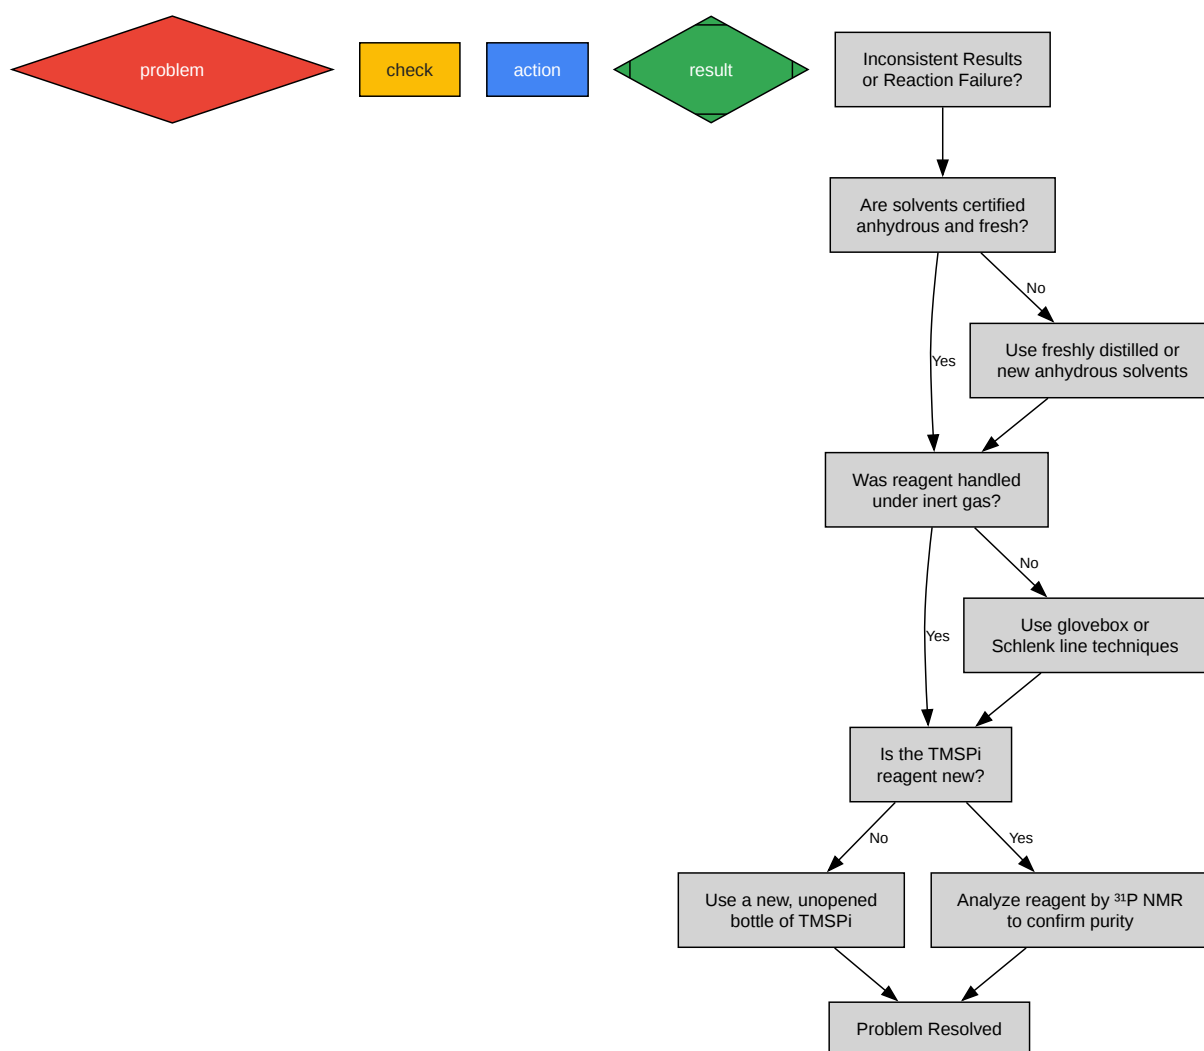 problem
check
action
result
Inconsistent Results
or Reaction Failure?
Are solvents certified
anhydrous and fresh?
No
Use freshly distilled or
new anhydrous solvents
Yes
Was reagent handled
under inert gas?
No
Use glovebox or
Schlenk line techniques
Yes
Is the TMSPi
reagent new?
No
Yes
Use a new, unopened
bottle of TMSPi
Analyze reagent by ³¹P NMR
to confirm purity
Problem Resolved